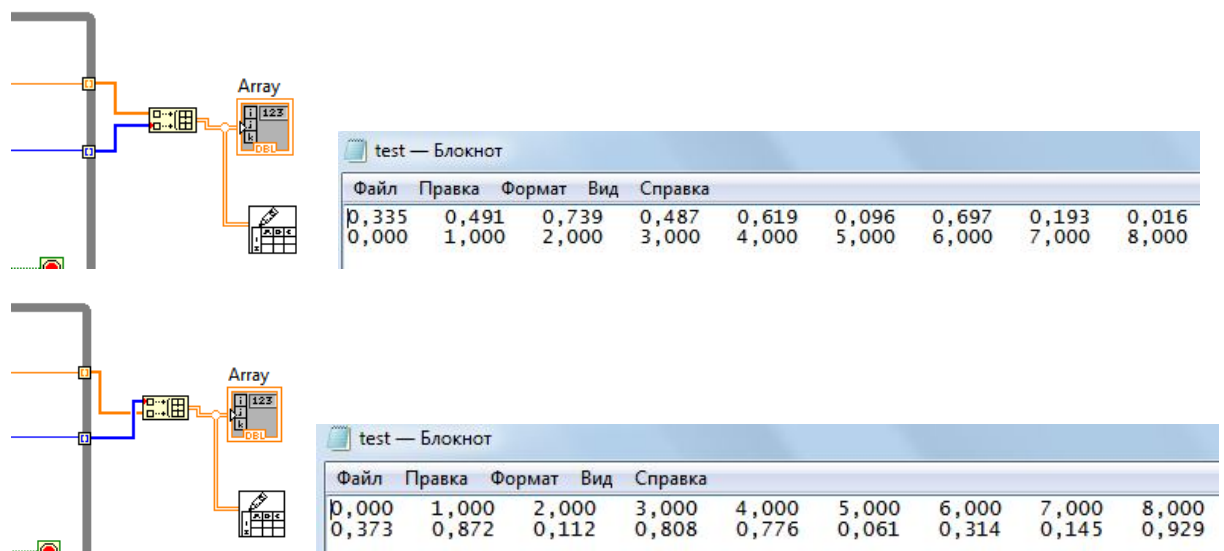 Array
123
DBL
test — Блокнот
Файл Правка Формат Вид Справка
0,335 0,491 0,739 0,487 0,619 0,096 0,697 0,193 0,016
0,000 1,000 2,000 3,000 4,000 5,000 6,000 7,000 8,000
Array
123
DBL
test — Блокнот
Файл Правка Формат Вид Справка
0,000 1,000 2,000 3,000 4,000 5,000 6,000 7,000 8,000
0,373 0,872 0,112 0,808 0,776 0,061 0,314 0,145 0,929